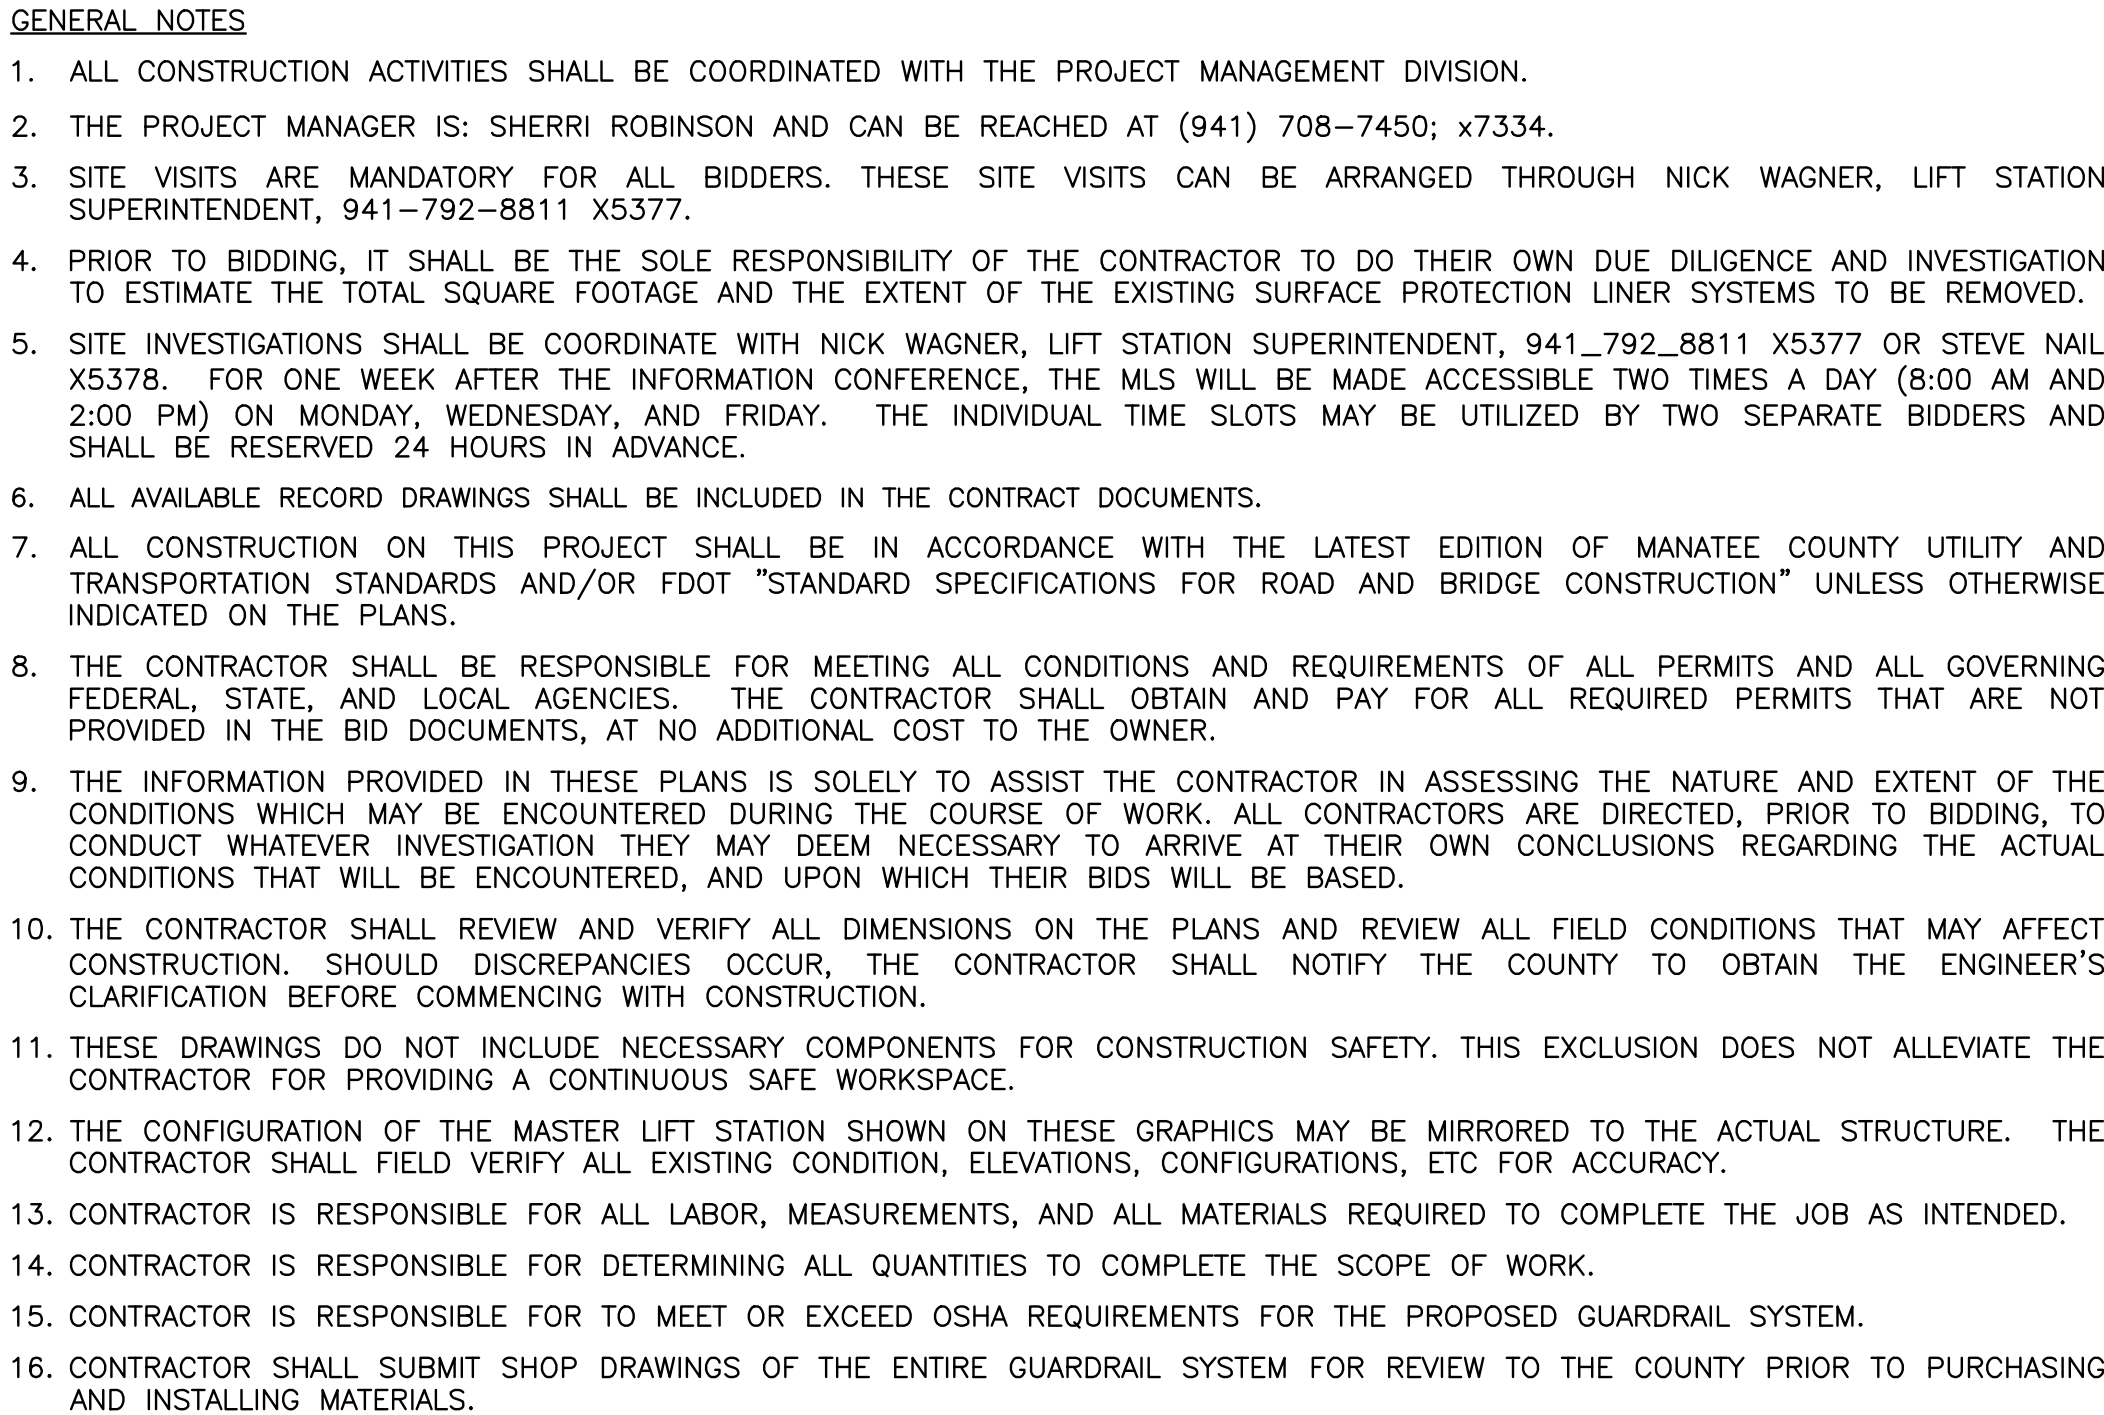 GENERAL NOTES
1. ALL CONSTRUCTION ACTIVITIES SHALL BE COORDINATED WITH THE PROJECT MANAGEMENT DIVISION.
2. THE PROJECT MANAGER IS: SHERRI ROBINSON AND CAN BE REACHED AT (941) 708–7450; x7334.
3. SITE VISITS ARE MANDATORY FOR ALL BIDDERS. THESE SITE VISITS CAN BE ARRANGED THROUGH NICK WAGNER, LIFT STATION
SUPERINTENDENT, 941–792–8811 X5377.
4. PRIOR TO BIDDING, IT SHALL BE THE SOLE RESPONSIBILITY OF THE CONTRACTOR TO DO THEIR OWN DUE DILIGENCE AND INVESTIGATION
TO ESTIMATE THE TOTAL SQUARE FOOTAGE AND THE EXTENT OF THE EXISTING SURFACE PROTECTION LINER SYSTEMS TO BE REMOVED.
5. SITE INVESTIGATIONS SHALL BE COORDINATE WITH NICK WAGNER, LIFT STATION SUPERINTENDENT, 941_792_8811 X5377 OR STEVE NAIL
X5378. FOR ONE WEEK AFTER THE INFORMATION CONFERENCE, THE MLS WILL BE MADE ACCESSIBLE TWO TIMES A DAY (8:00 AM AND
2:00 PM) ON MONDAY, WEDNESDAY, AND FRIDAY. THE INDIVIDUAL TIME SLOTS MAY BE UTILIZED BY TWO SEPARATE BIDDERS AND
SHALL BE RESERVED 24 HOURS IN ADVANCE.
6. ALL AVAILABLE RECORD DRAWINGS SHALL BE INCLUDED IN THE CONTRACT DOCUMENTS.
7. ALL CONSTRUCTION ON THIS PROJECT SHALL BE IN ACCORDANCE WITH THE LATEST EDITION OF MANATEE COUNTY UTILITY AND
TRANSPORTATION STANDARDS AND/OR FDOT ”STANDARD SPECIFICATIONS FOR ROAD AND BRIDGE CONSTRUCTION” UNLESS OTHERWISE
INDICATED ON THE PLANS.
8. THE CONTRACTOR SHALL BE RESPONSIBLE FOR MEETING ALL CONDITIONS AND REQUIREMENTS OF ALL PERMITS AND ALL GOVERNING
FEDERAL, STATE, AND LOCAL AGENCIES. THE CONTRACTOR SHALL OBTAIN AND PAY FOR ALL REQUIRED PERMITS THAT ARE NOT
PROVIDED IN THE BID DOCUMENTS, AT NO ADDITIONAL COST TO THE OWNER.
9. THE INFORMATION PROVIDED IN THESE PLANS IS SOLELY TO ASSIST THE CONTRACTOR IN ASSESSING THE NATURE AND EXTENT OF THE
CONDITIONS WHICH MAY BE ENCOUNTERED DURING THE COURSE OF WORK. ALL CONTRACTORS ARE DIRECTED, PRIOR TO BIDDING, TO
CONDUCT WHATEVER INVESTIGATION THEY MAY DEEM NECESSARY TO ARRIVE AT THEIR OWN CONCLUSIONS REGARDING THE ACTUAL
CONDITIONS THAT WILL BE ENCOUNTERED, AND UPON WHICH THEIR BIDS WILL BE BASED.
10. THE CONTRACTOR SHALL REVIEW AND VERIFY ALL DIMENSIONS ON THE PLANS AND REVIEW ALL FIELD CONDITIONS THAT MAY AFFECT
CONSTRUCTION. SHOULD DISCREPANCIES OCCUR, THE CONTRACTOR SHALL NOTIFY THE COUNTY TO OBTAIN THE ENGINEER’S
CLARIFICATION BEFORE COMMENCING WITH CONSTRUCTION.
11. THESE DRAWINGS DO NOT INCLUDE NECESSARY COMPONENTS FOR CONSTRUCTION SAFETY. THIS EXCLUSION DOES NOT ALLEVIATE THE
CONTRACTOR FOR PROVIDING A CONTINUOUS SAFE WORKSPACE.
12. THE CONFIGURATION OF THE MASTER LIFT STATION SHOWN ON THESE GRAPHICS MAY BE MIRRORED TO THE ACTUAL STRUCTURE. THE
CONTRACTOR SHALL FIELD VERIFY ALL EXISTING CONDITION, ELEVATIONS, CONFIGURATIONS, ETC FOR ACCURACY.
13. CONTRACTOR IS RESPONSIBLE FOR ALL LABOR, MEASUREMENTS, AND ALL MATERIALS REQUIRED TO COMPLETE THE JOB AS INTENDED.
14. CONTRACTOR IS RESPONSIBLE FOR DETERMINING ALL QUANTITIES TO COMPLETE THE SCOPE OF WORK.
15. CONTRACTOR IS RESPONSIBLE FOR TO MEET OR EXCEED OSHA REQUIREMENTS FOR THE PROPOSED GUARDRAIL SYSTEM.
16. CONTRACTOR SHALL SUBMIT SHOP DRAWINGS OF THE ENTIRE GUARDRAIL SYSTEM FOR REVIEW TO THE COUNTY PRIOR TO PURCHASING
AND INSTALLING MATERIALS.